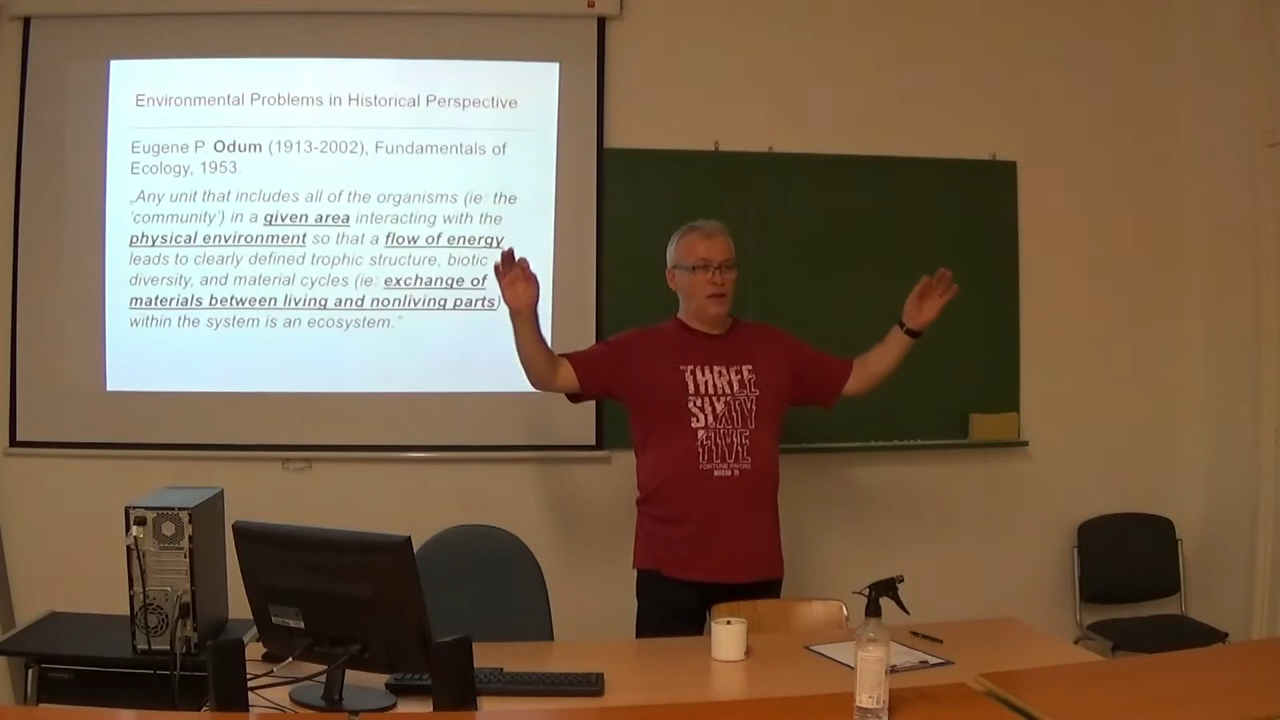 Environmental Problems in Historical Perspective
Eugene P. Odum (1913-2002), Fundamentals of
Ecology, 1953.
„Any unit that includes all of the organisms (ie: the
'community') in a given area interacting with the
physical environment so that a flow of energy
leads to clearly defined trophic structure, biotic
diversity, and material cycles (ie: exchange of
materials between living and nonliving parts)
within the system is an ecosystem.”
THREE
SIXTY
FIVE
FORTUNE FAVORS